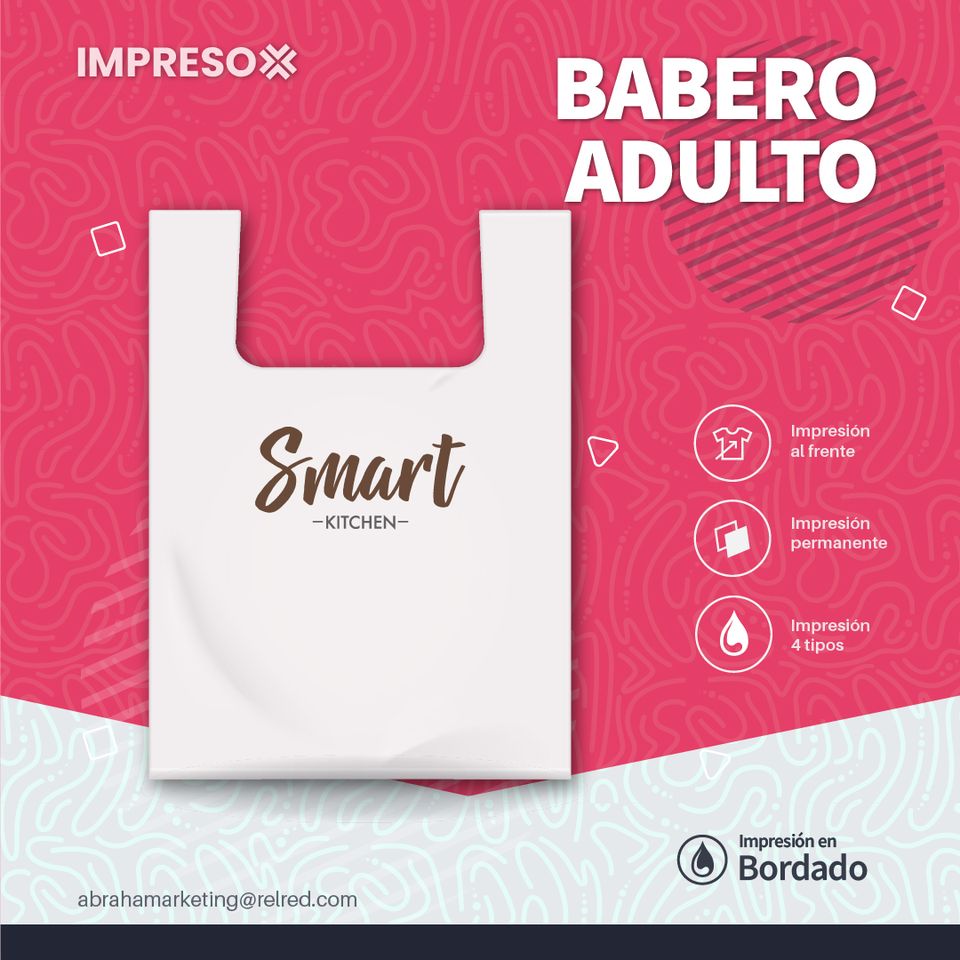 IMPRESO
BABERO
ADULTO
Smart
-KITCHEN-
Impresión
al frente
Impresión
permanente
Impresión
4 tipos
Impresión en
Bordado
abrahamarketing@relred.com